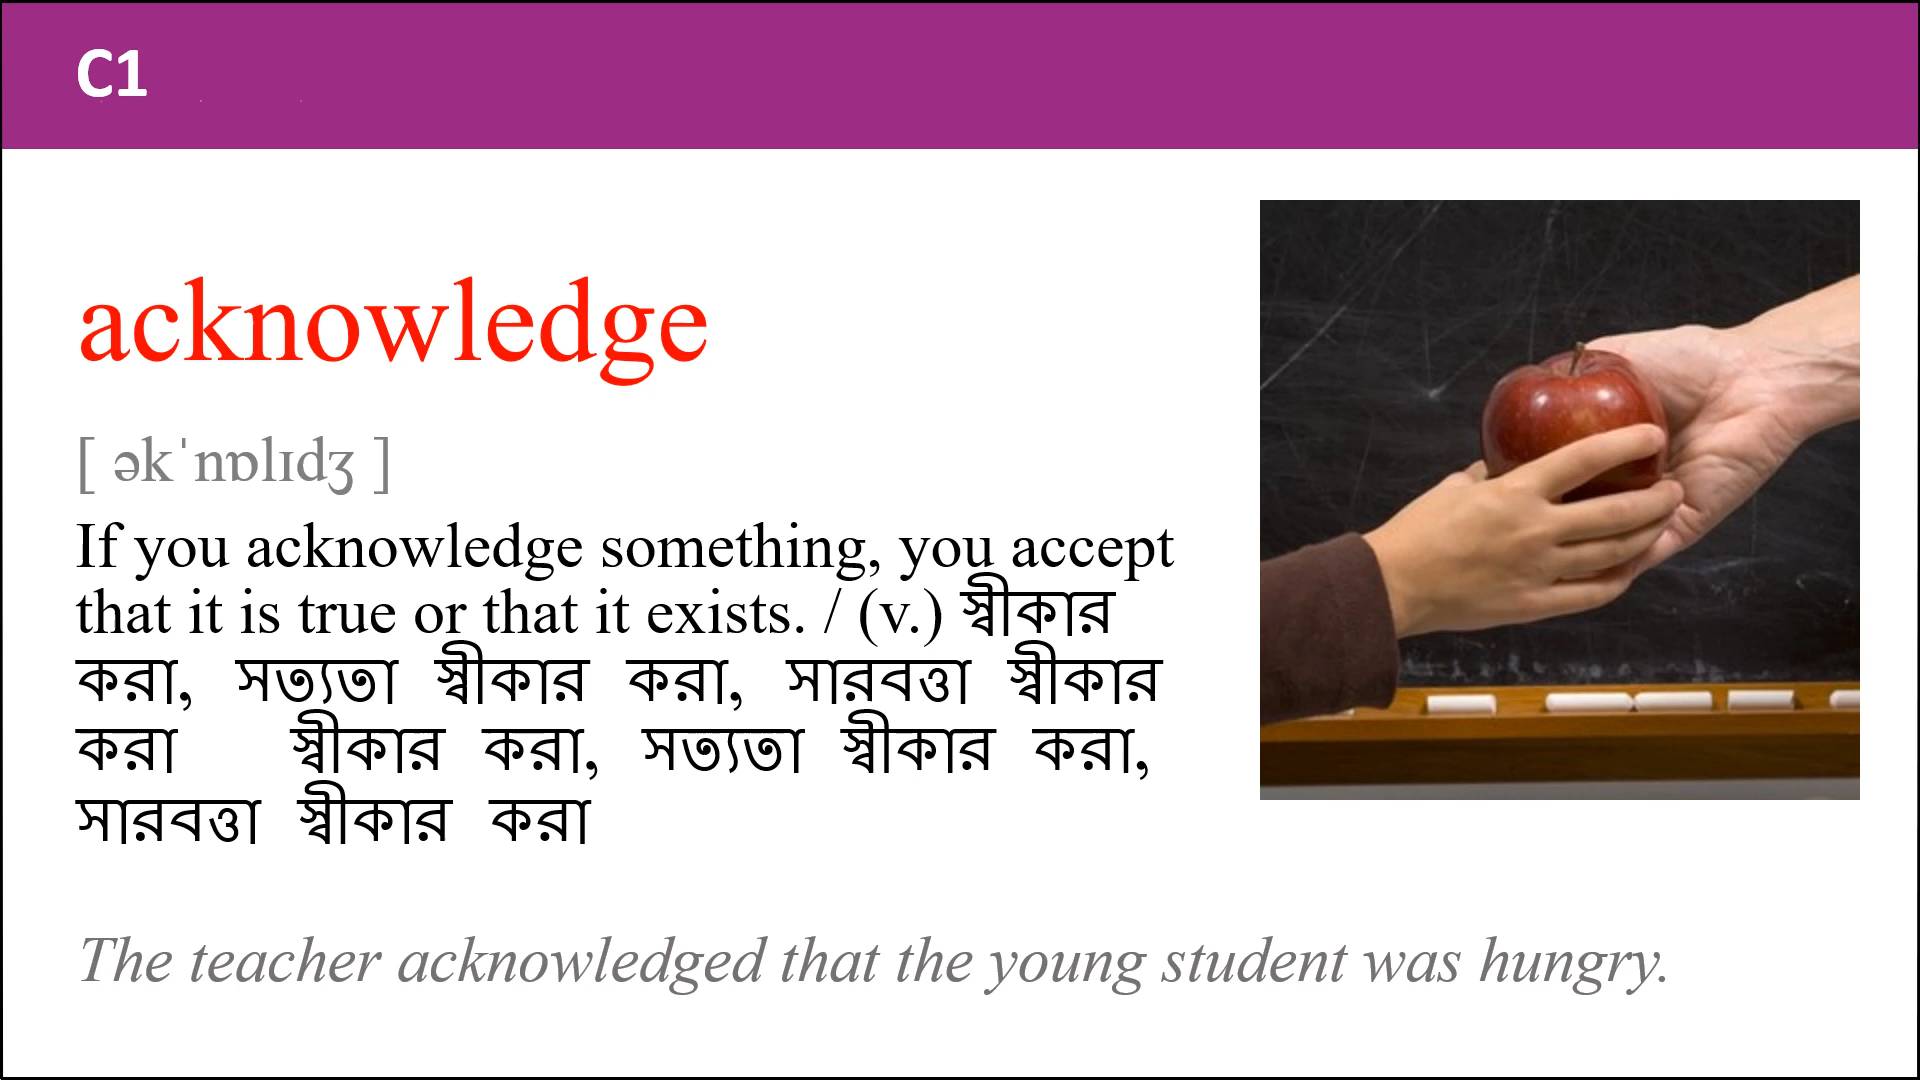 C1
acknowledge
[ əkˈnɒlɪdʒ ]
If you acknowledge something, you accept
that it is true or that it exists. / (v.) স্বীকার
করা, সত্যতা স্বীকার করা, সারবত্তা স্বীকার
করা স্বীকার করা, সত্যতা স্বীকার করা,
সারবত্তা স্বীকার করা
The teacher acknowledged that the young student was hungry.